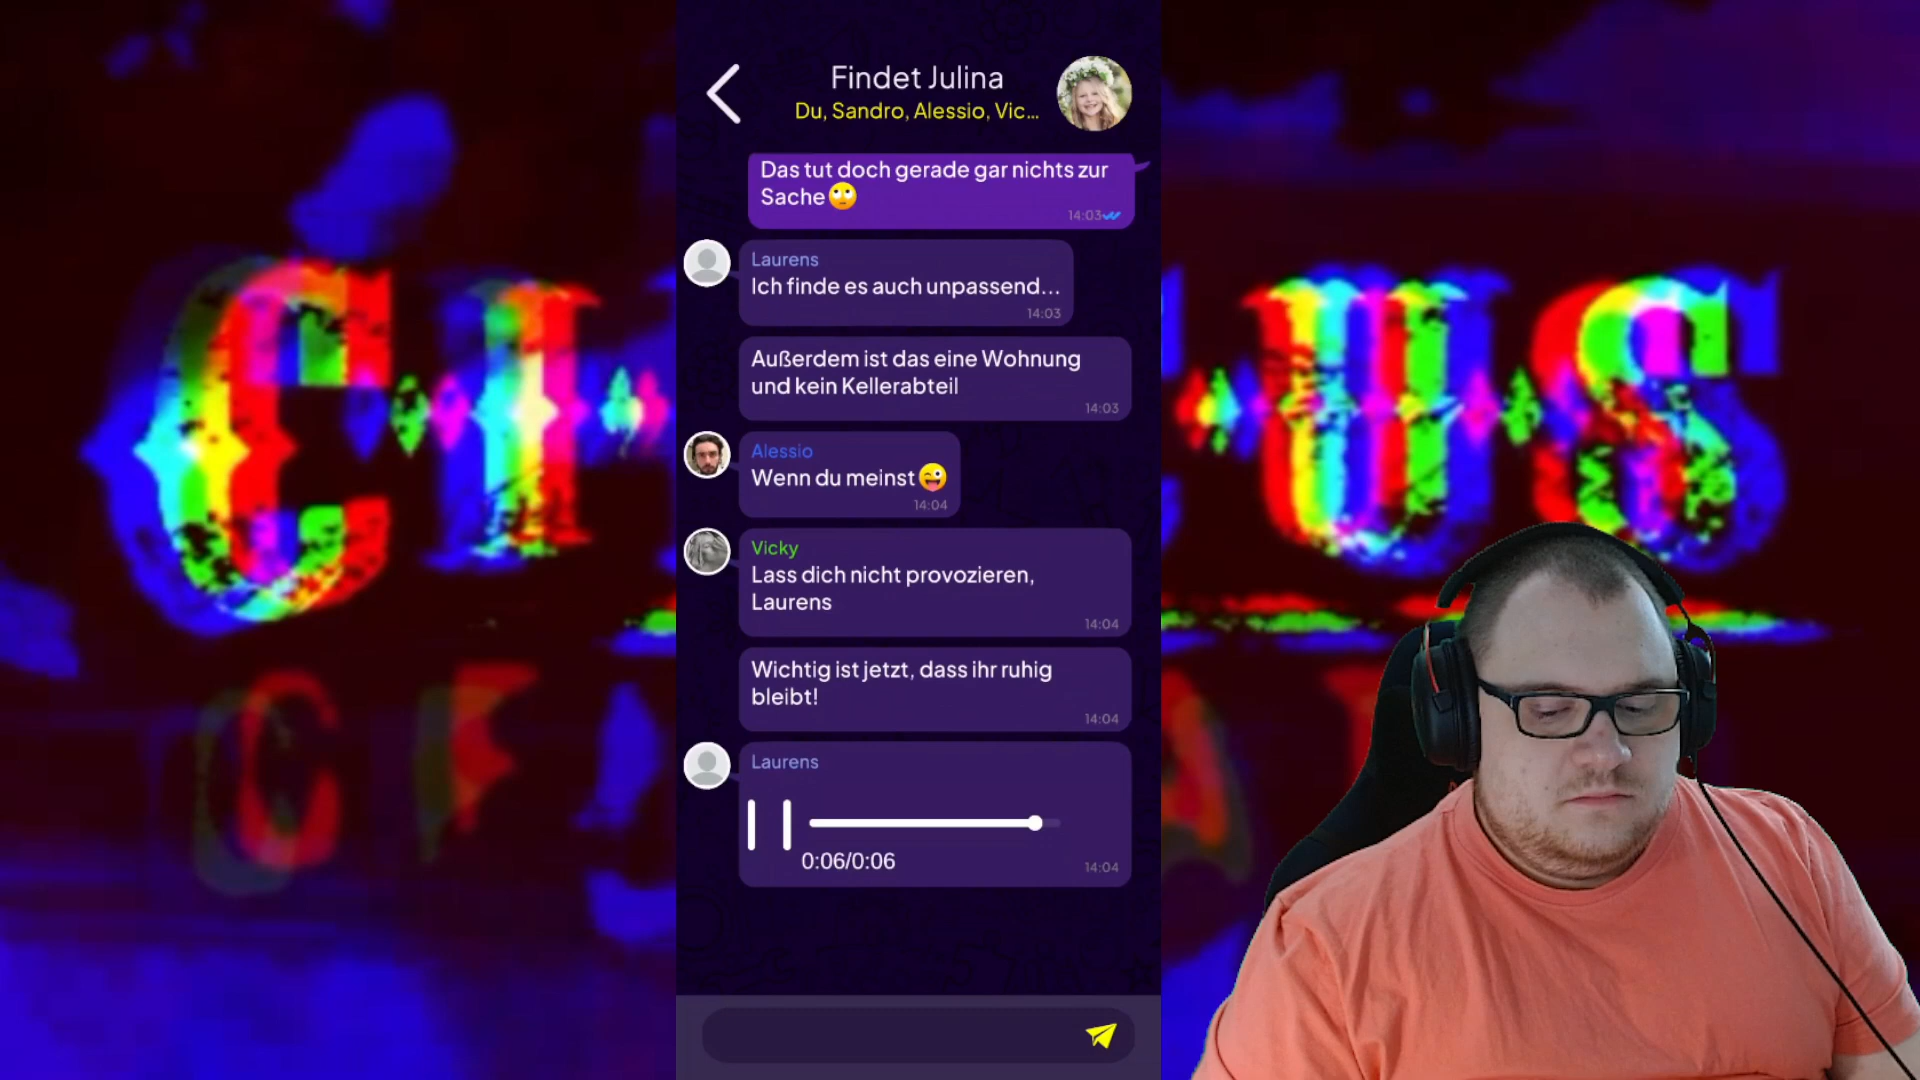 Findet Julina
Du, Sandro, Alessio, Vic...
Das tut doch gerade gar nichts zur
Sache🙄
14:03
Laurens
Ich finde es auch unpassend...
14:03
Außerdem ist das eine Wohnung
und kein Kellerabteil
14:03
Alessio
Wenn du meinst😜
14:04
Vicky
Lass dich nicht provozieren,
Laurens
14:04
Wichtig ist jetzt, dass ihr ruhig
bleibt!
14:04
Laurens
0:06/0:06
14:04